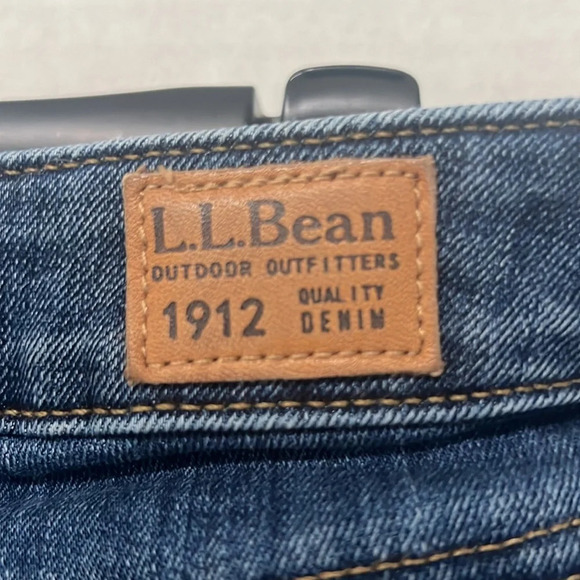 L.L.Bean
OUTDOOR OUTFITTERS
1912 QUALITY DENIM